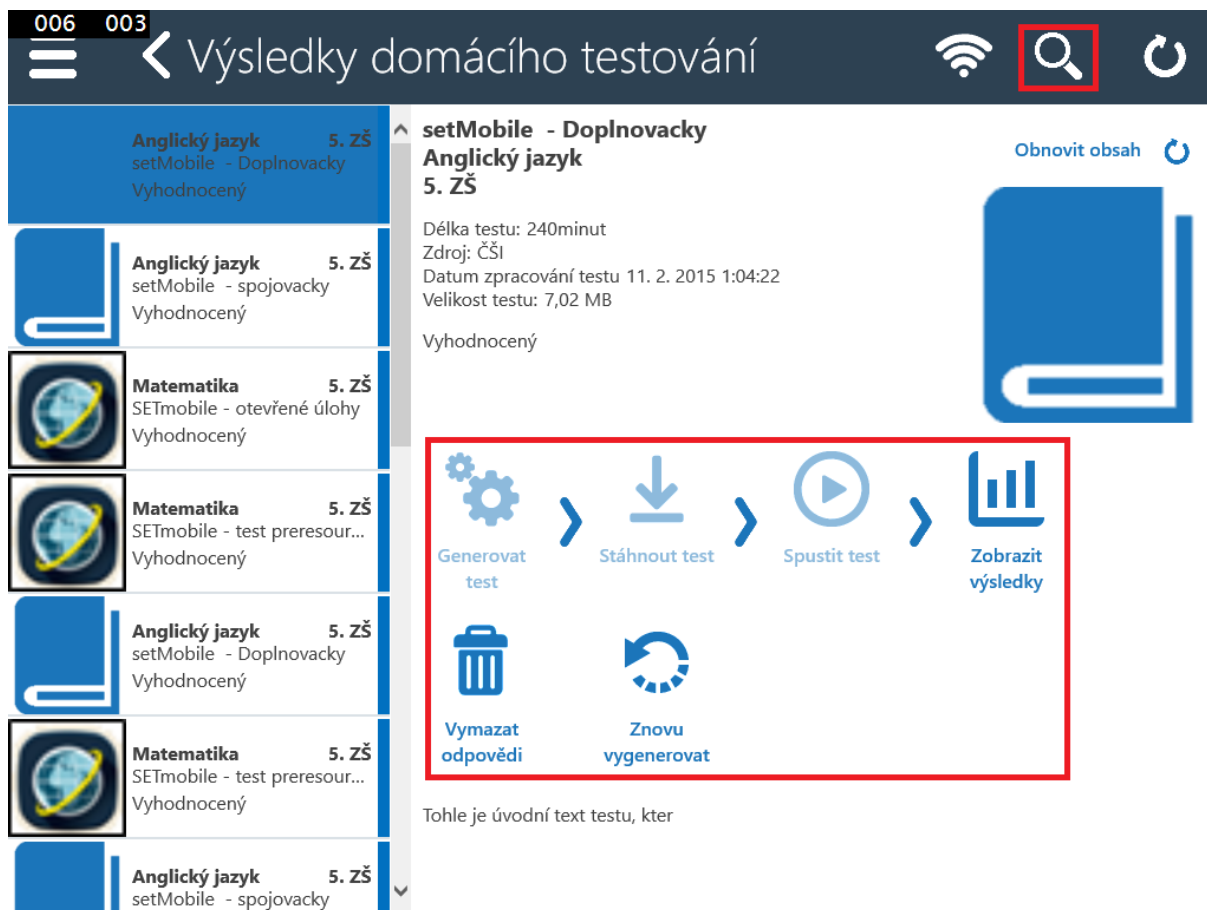 006 003
Výsledky domácího testování
Anglický jazyk 5. ZŠ
setMobile - Doplnovacky
Vyhodnocený
Anglický jazyk 5. ZŠ
setMobile - spojovacky
Vyhodnocený
Matematika 5. ZŠ
SETmobile - otevřené úlohy
Vyhodnocený
Matematika 5. ZŠ
SETmobile - test preresour...
Vyhodnocený
Anglický jazyk 5. ZŠ
setMobile - Doplnovacky
Vyhodnocený
Matematika 5. ZŠ
SETmobile - test preresour...
Vyhodnocený
Anglický jazyk 5. ZŠ
setMobile - spojovacky
setMobile - Doplnovacky
Anglický jazyk
5. ZŠ
Obnovit obsah
Délka testu: 240minut
Zdroj: ČŠI
Datum zpracování testu 11. 2. 2015 1:04:22
Velikost testu: 7,02 MB
Vyhodnocený
Generovat
test
Stáhnout test
Spustit test
Zobrazit
výsledky
Vymazat
odpovědi
Znovu
vygenerovat
Tohle je úvodní text testu, kter